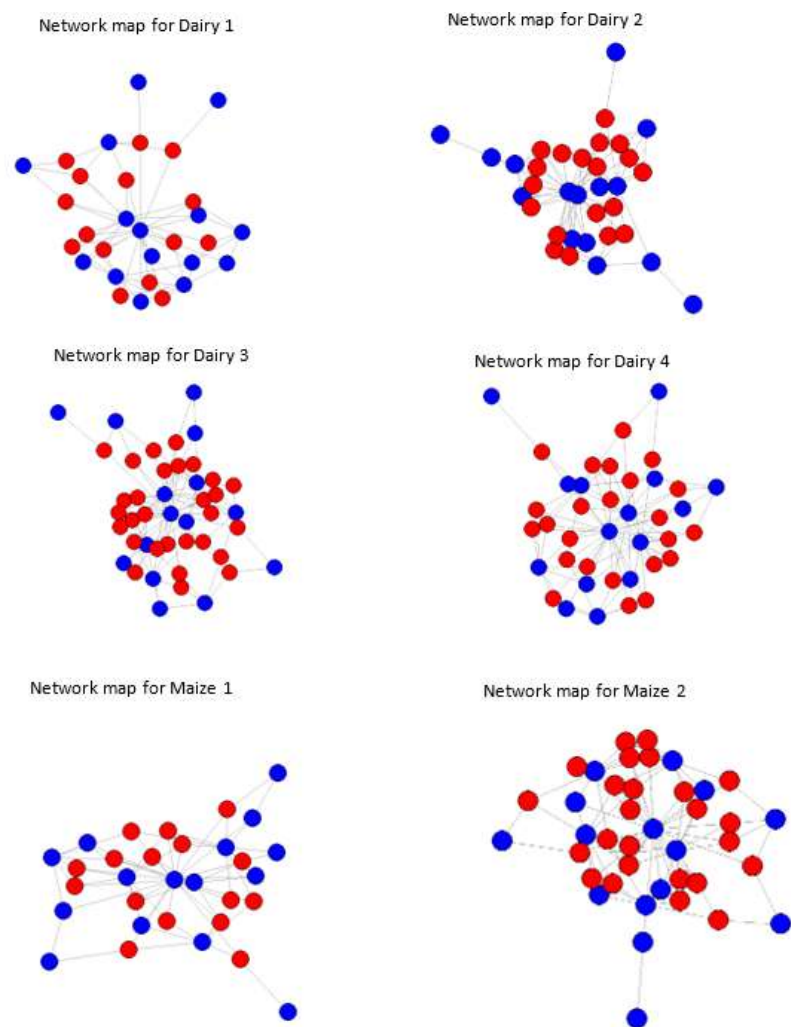 Network map for Dairy 1
Network map for Dairy 2
Network map for Dairy 3
Network map for Dairy 4
Network map for Maize 1
Network map for Maize 2